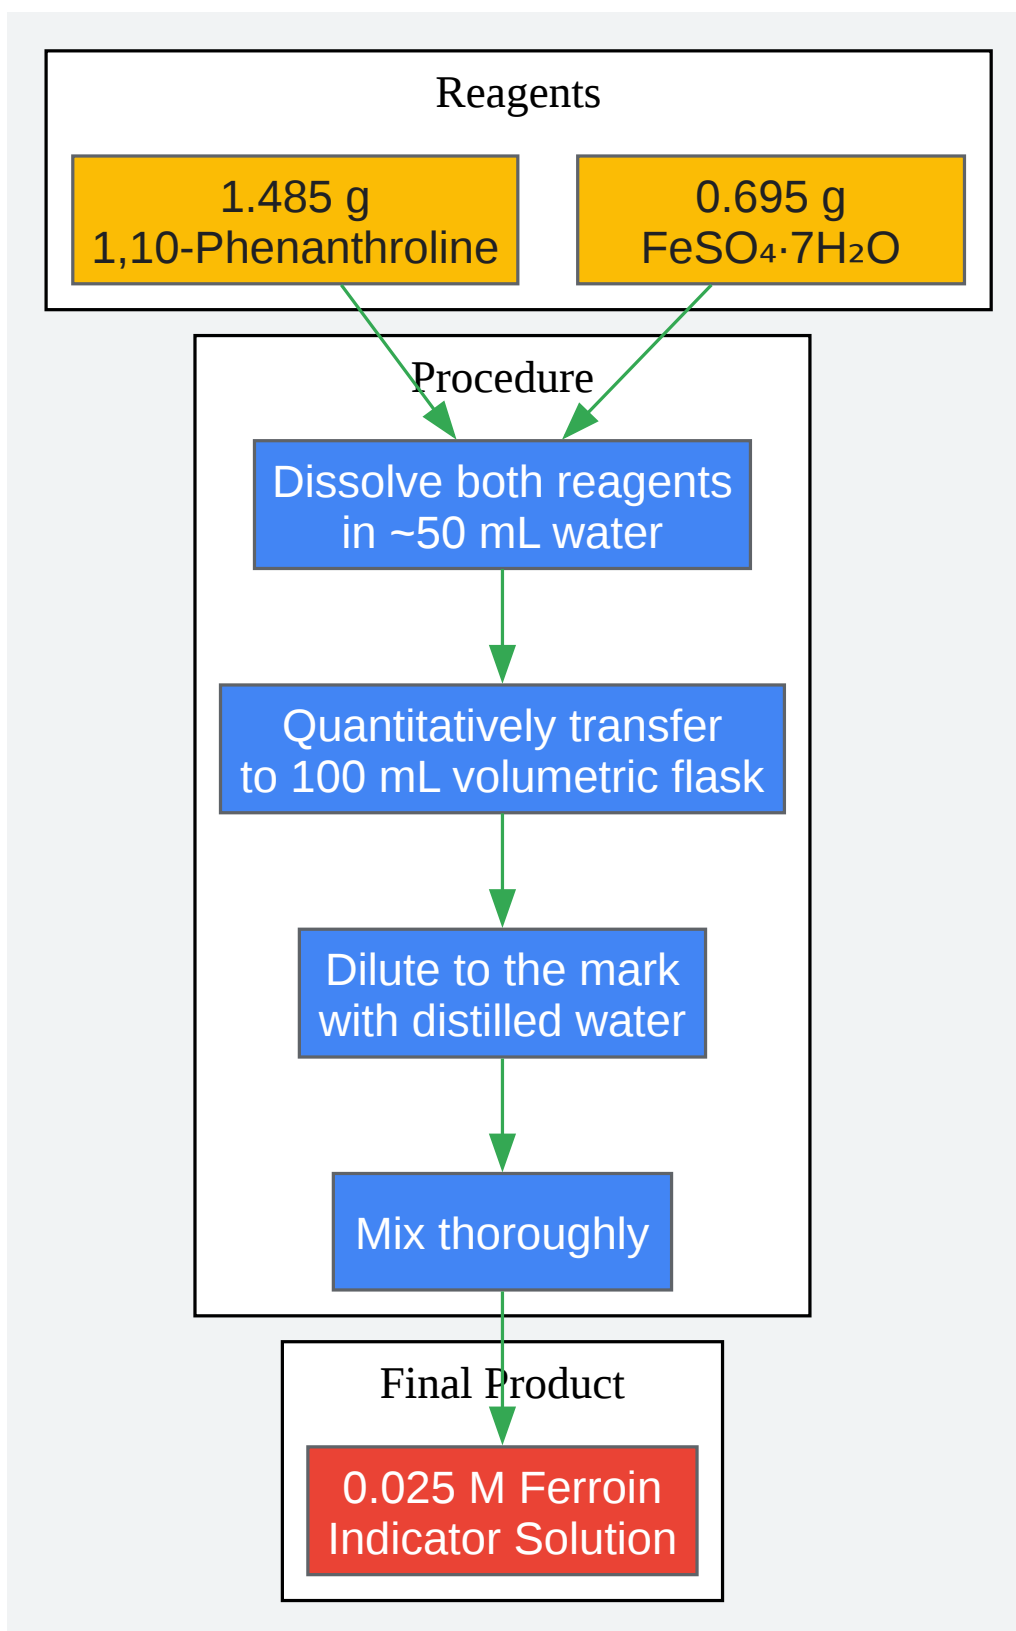 Reagents
1.485 g
1,10-Phenanthroline
0.695 g
FeSO₄·7H₂O
Procedure
Dissolve both reagents
in ~50 mL water
Quantitatively transfer
to 100 mL volumetric flask
Dilute to the mark
with distilled water
Mix thoroughly
Final Product
0.025 M Ferroin
Indicator Solution